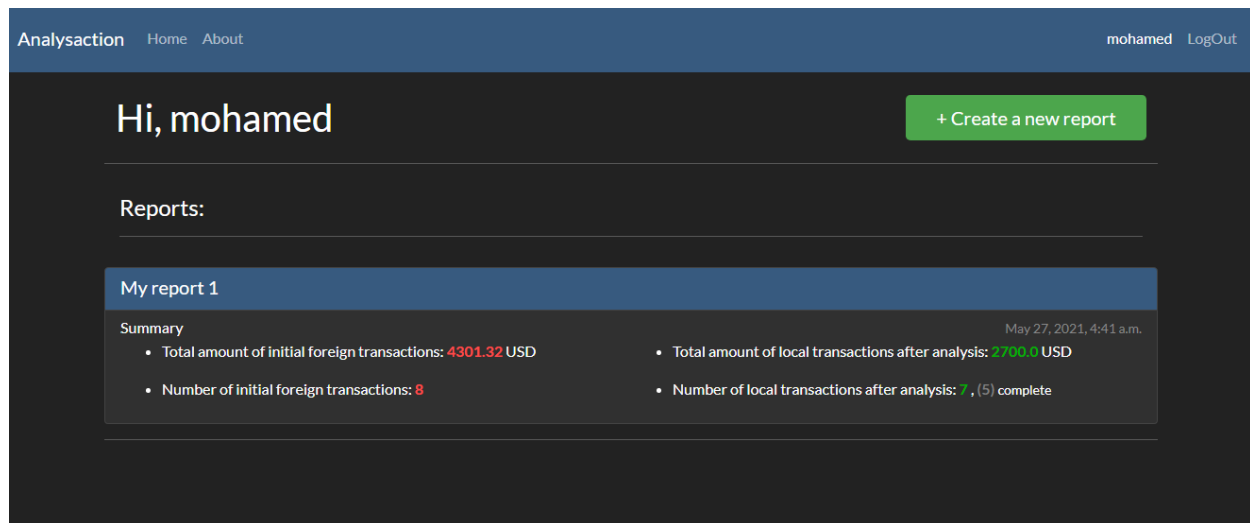 Analysaction Home About mohamed LogOut
Hi, mohamed + Create a new report
Reports:
My report 1
Summary May 27, 2021, 4:41 a.m.
• Total amount of initial foreign transactions: 4301.32 USD • Total amount of local transactions after analysis: 2700.0 USD
• Number of initial foreign transactions: 8 • Number of local transactions after analysis: 7 , (5) complete